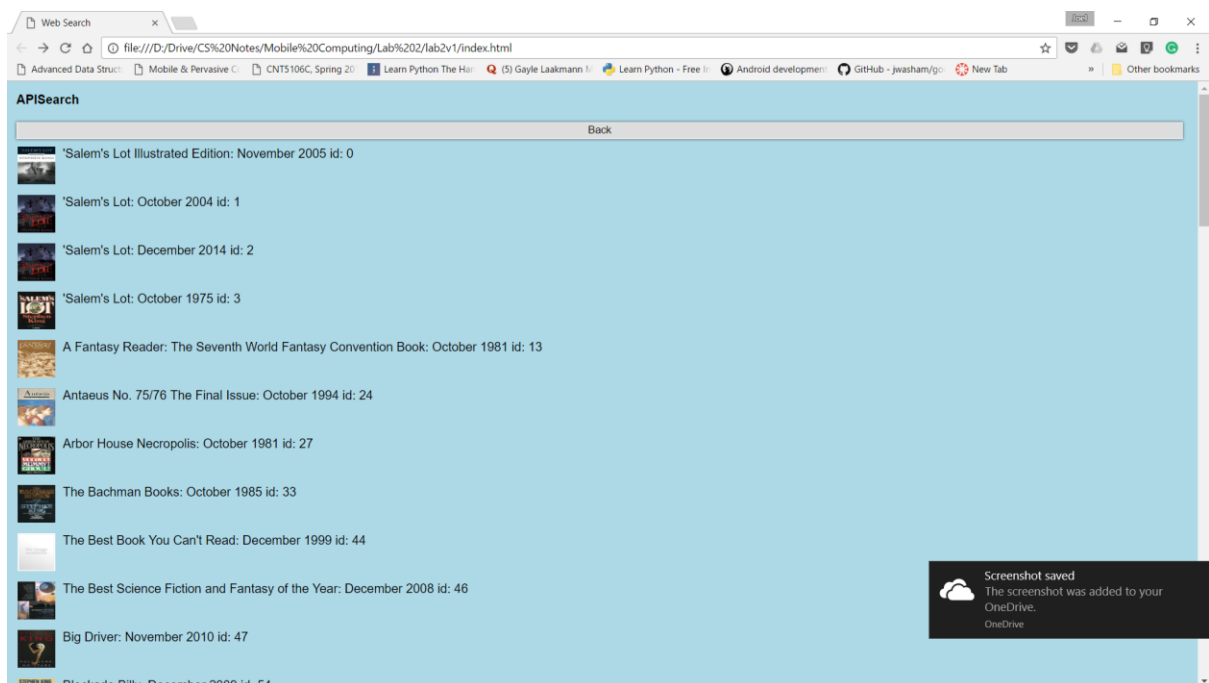 Web Search
Joel
file:///D:/Drive/CS%20Notes/Mobile%20Computing/Lab%202/lab2v1/index.html
Advanced Data Struct Mobile & Pervasive Co CNT5106C, Spring 20 Learn Python The Har (5) Gayle Laakmann M Learn Python - Free In Android development GitHub - jwasham/goo New Tab » Other bookmarks
APISearch
Back
'Salem's Lot Illustrated Edition: November 2005 id: 0
'Salem's Lot: October 2004 id: 1
'Salem's Lot: December 2014 id: 2
'Salem's Lot: October 1975 id: 3
A Fantasy Reader: The Seventh World Fantasy Convention Book: October 1981 id: 13
Antaeus No. 75/76 The Final Issue: October 1994 id: 24
Arbor House Necropolis: October 1981 id: 27
The Bachman Books: October 1985 id: 33
The Best Book You Can't Read: December 1999 id: 44
The Best Science Fiction and Fantasy of the Year: December 2008 id: 46
Big Driver: November 2010 id: 47
Screenshot saved
The screenshot was added to your
OneDrive.
OneDrive